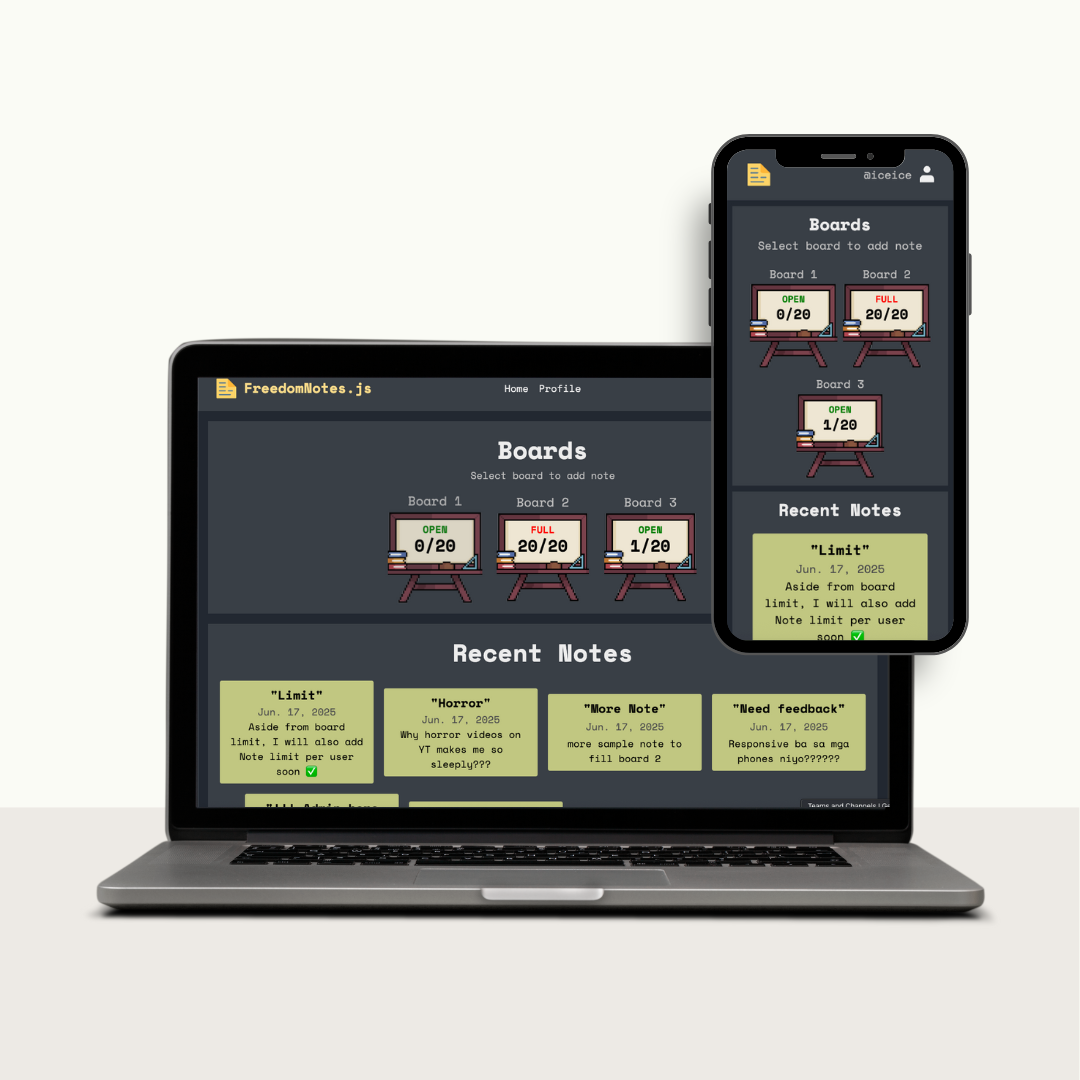 FreedomNotes.js
Home Profile
Boards
Select board to add note
Board 1
OPEN
0/20
Board 2
FULL
20/20
Board 3
OPEN
1/20
Recent Notes
"Limit"
Jun. 17, 2025
Aside from board
limit, I will also add
Note limit per user
soon ✅
"Horror"
Jun. 17, 2025
Why horror videos on
YT makes me so
sleeply???
"More Note"
Jun. 17, 2025
more sample note to
fill board 2
"Need feedback"
Jun. 17, 2025
Responsive ba sa mga
phones niyo??????
Teams and Channels
@iceice
Boards
Select board to add note
Board 1
OPEN
0/20
Board 2
FULL
20/20
Board 3
OPEN
1/20
Recent Notes
"Limit"
Jun. 17, 2025
Aside from board
limit, I will also add
Note limit per user
soon ✅